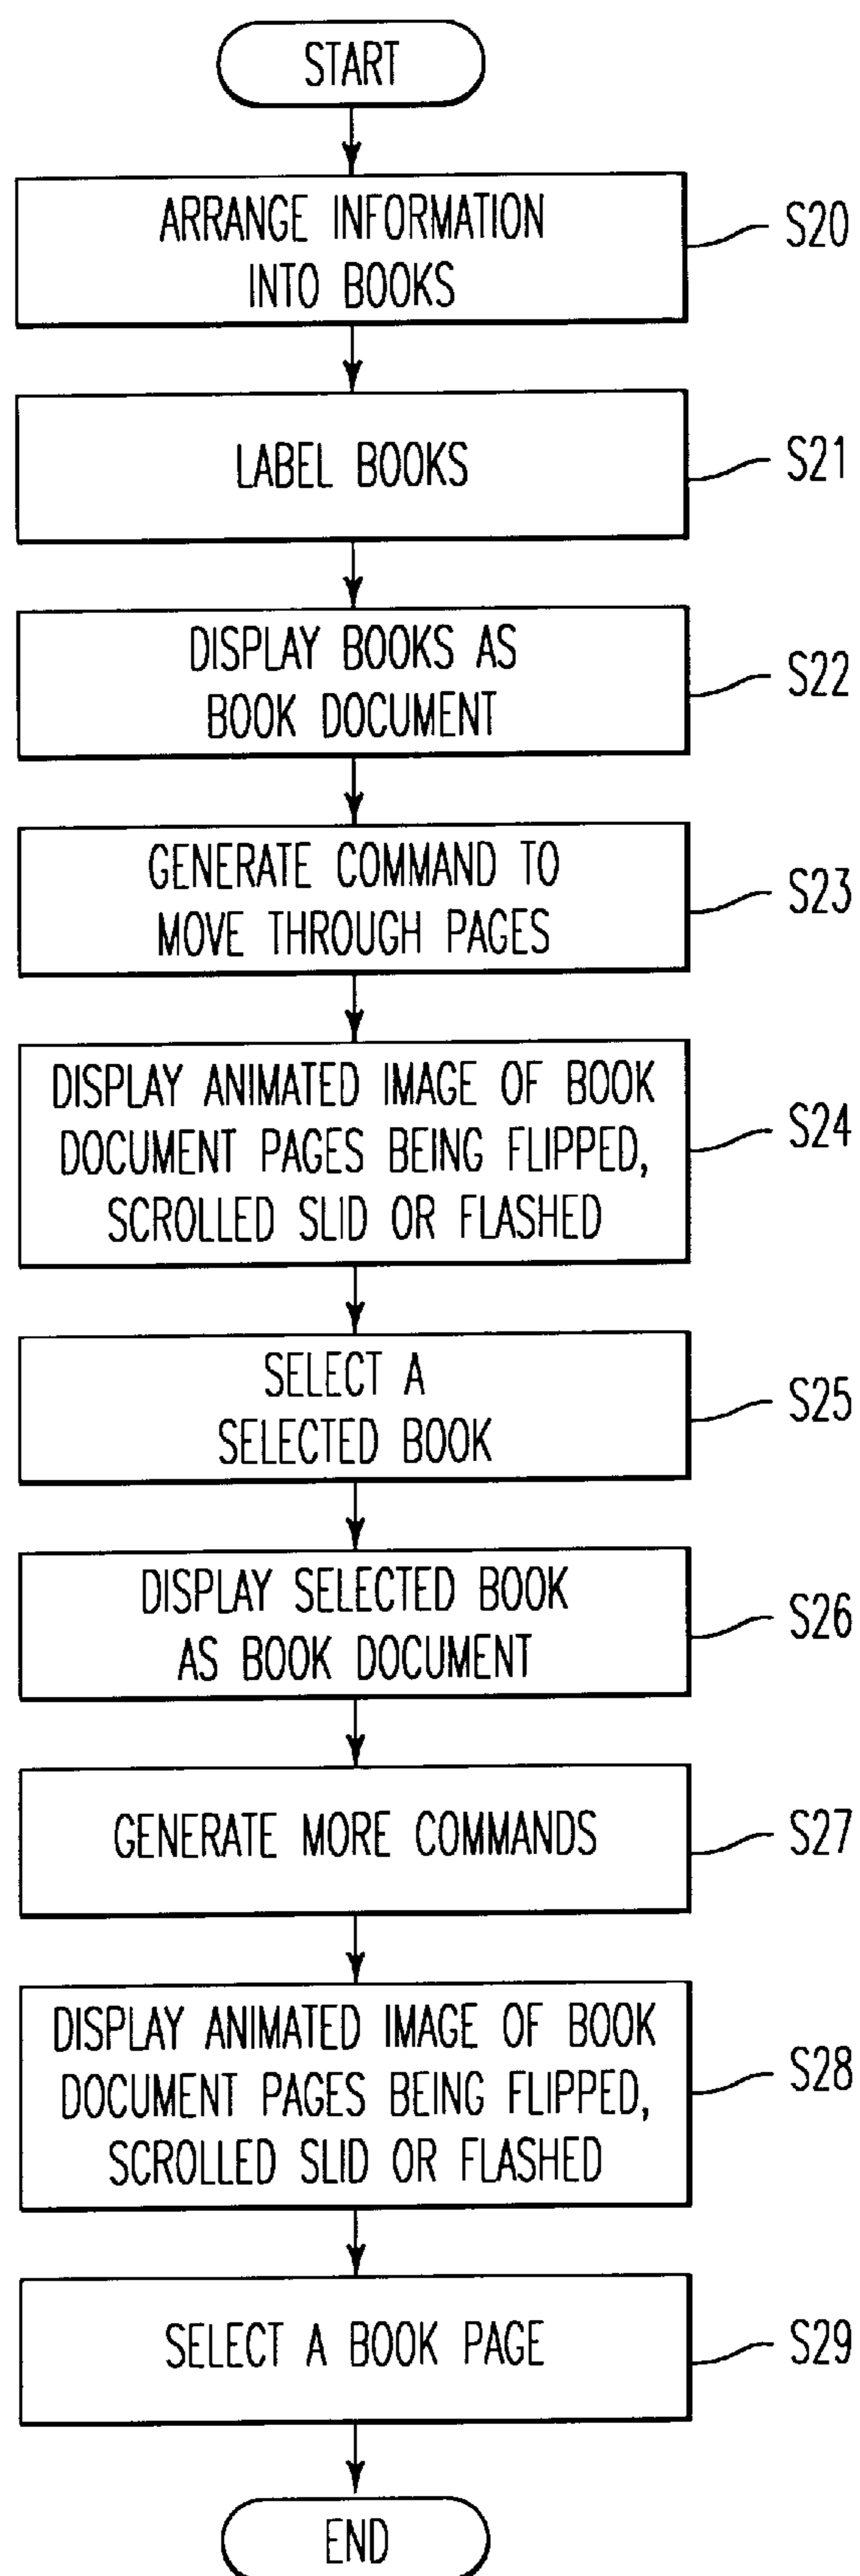 START
ARRANGE INFORMATION
INTO BOOKS
S20
LABEL BOOKS
S21
DISPLAY BOOKS AS
BOOK DOCUMENT
S22
GENERATE COMMAND TO
MOVE THROUGH PAGES
S23
DISPLAY ANIMATED IMAGE OF BOOK
DOCUMENT PAGES BEING FLIPPED,
SCROLLED SLID OR FLASHED
S24
SELECT A
SELECTED BOOK
S25
DISPLAY SELECTED BOOK
AS BOOK DOCUMENT
S26
GENERATE MORE COMMANDS
S27
DISPLAY ANIMATED IMAGE OF BOOK
DOCUMENT PAGES BEING FLIPPED,
SCROLLED SLID OR FLASHED
S28
SELECT A BOOK PAGE
S29
END